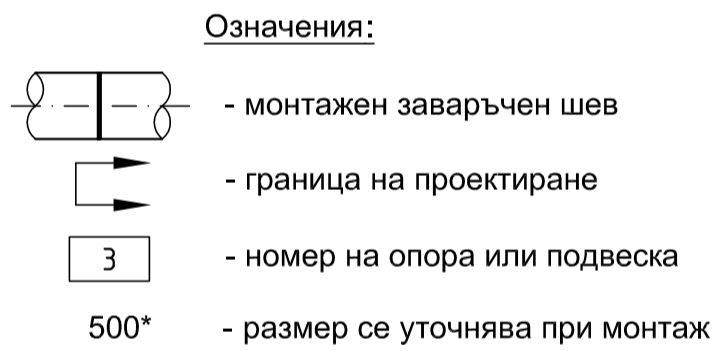 Означения:
- монтажен заваръчен шев
- граница на проектиране
3 - номер на опора или подвеска
500* - размер се уточнява при монтаж